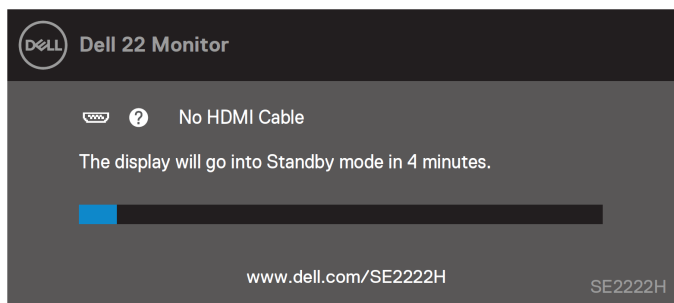 DELL
Dell 22 Monitor
? No HDMI Cable
The display will go into Standby mode in 4 minutes.
www.dell.com/SE2222H
SE2222H